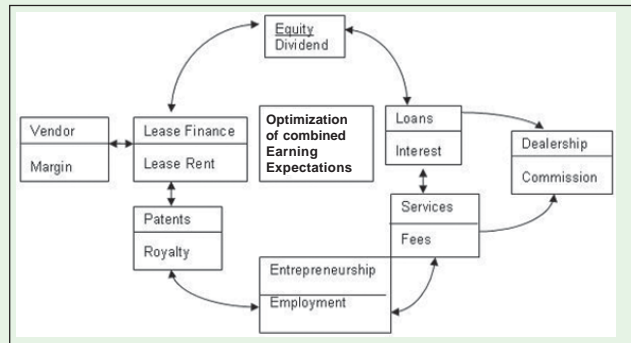 Equity
Dividend
Vendor
Margin
Lease Finance
Lease Rent
Optimization
of combined
Earning
Expectations
Loans
Interest
Dealership
Commission
Patents
Royalty
Services
Fees
Entrepreneurship
Employment